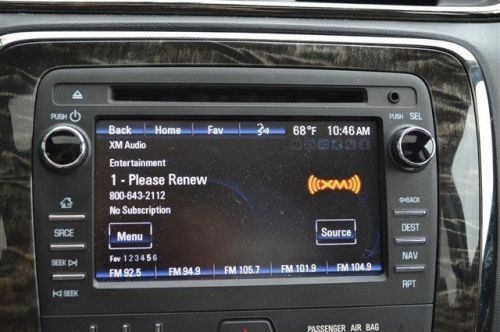 PUSH
PUSH SEL
Back Home Fav 68°F 10:46 AM
XM Audio
Entertainment
1 - Please Renew
800-643-2112
No Subscription
XM
Menu
Source
Fav 1 2 3 4 5 6
FM 92.5 FM 94.9 FM 105.7 FM 101.9 FM 104.9
SRCE
SEEK
SEEK
BACK
DEST
NAV
RPT
PASSENGER AIR BAG